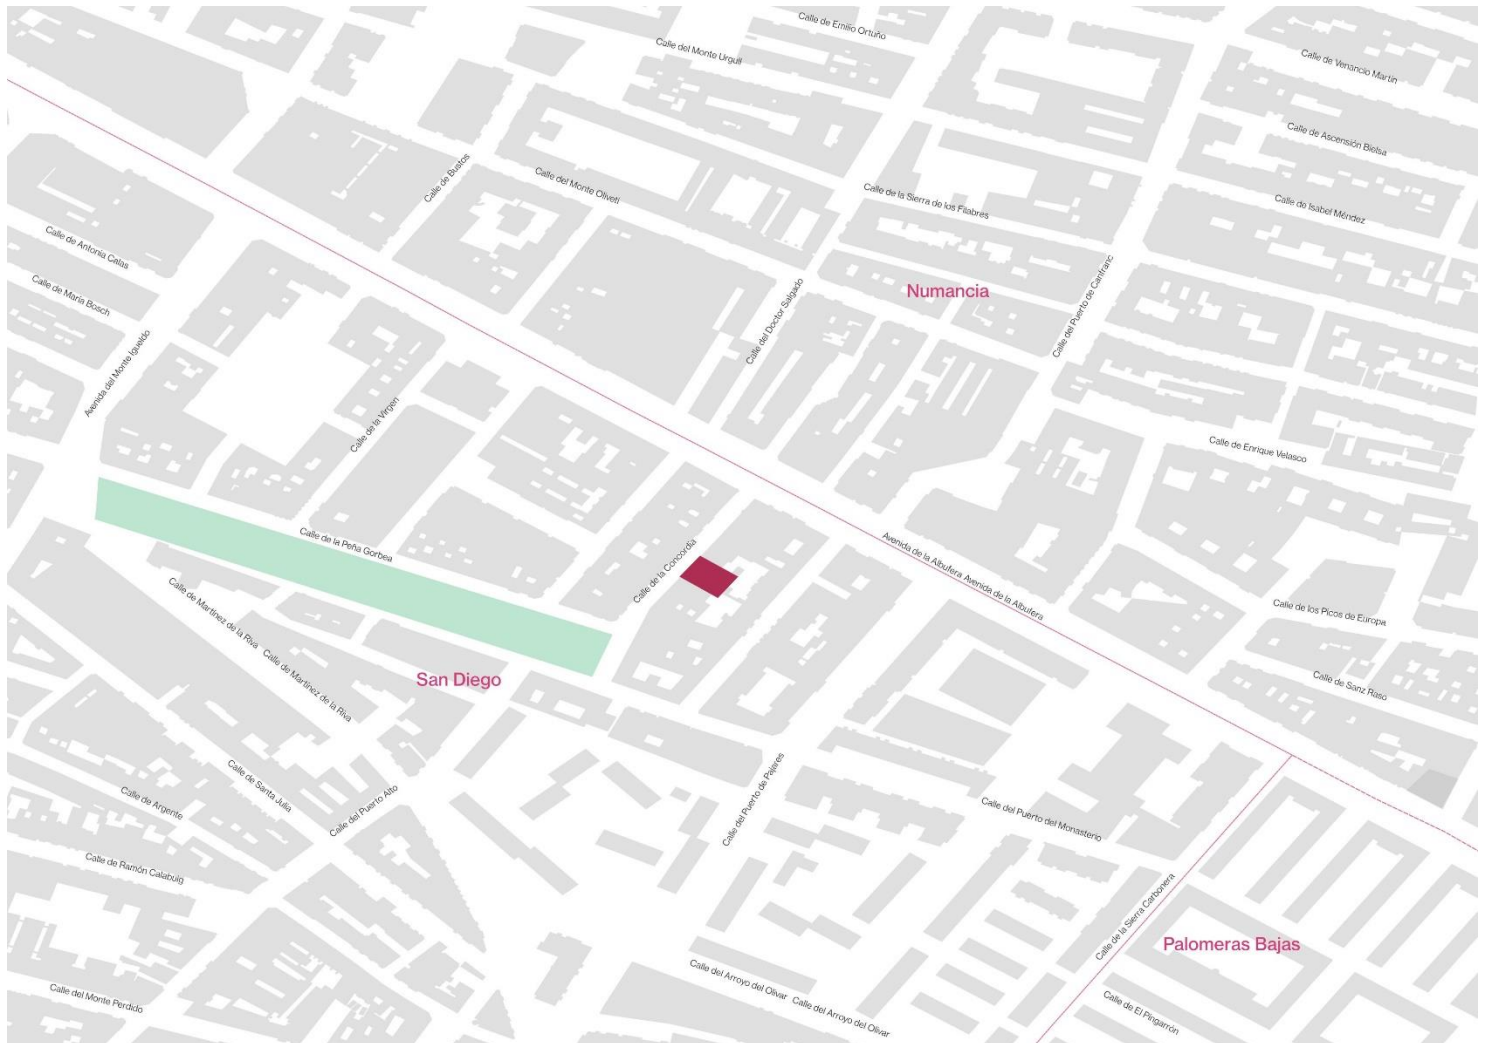 Calle de Emilio Ortuño
Calle del Monte Urgull
Calle de Venancio Martín
Calle de Ascensión Bielsa
Calle de Bustos
Calle del Monte Oliveti
Calle de la Sierra de los Filabres
Calle de Isabel Méndez
Calle de Antonia Calas
Calle de María Bosch
Numancia
Calle del Doctor Salgado
Calle del Puerto de Canfranc
Avenida del Monte Igueldo
Calle de la Virgen
Calle de Enrique Velasco
Calle de la Peña Gorbea
Calle de la Concordia
Avenida de la Albufera Avenida de la Albufera
Calle de Martínez de la Riva Calle de Martínez de la Riva
Calle de los Picos de Europa
San Diego
Calle de Sanz Raso
Calle de Santa Julia
Calle de Argente
Calle del Puerto Alto
Calle del Puerto de Pajares
Calle del Puerto del Monasterio
Calle de Ramón Calabuig
Calle de la Sierra Carbonera
Palomeras Bajas
Calle del Monte Perdido
Calle del Arroyo del Olivar Calle del Arroyo del Olivar
Calle de El Pingarrón